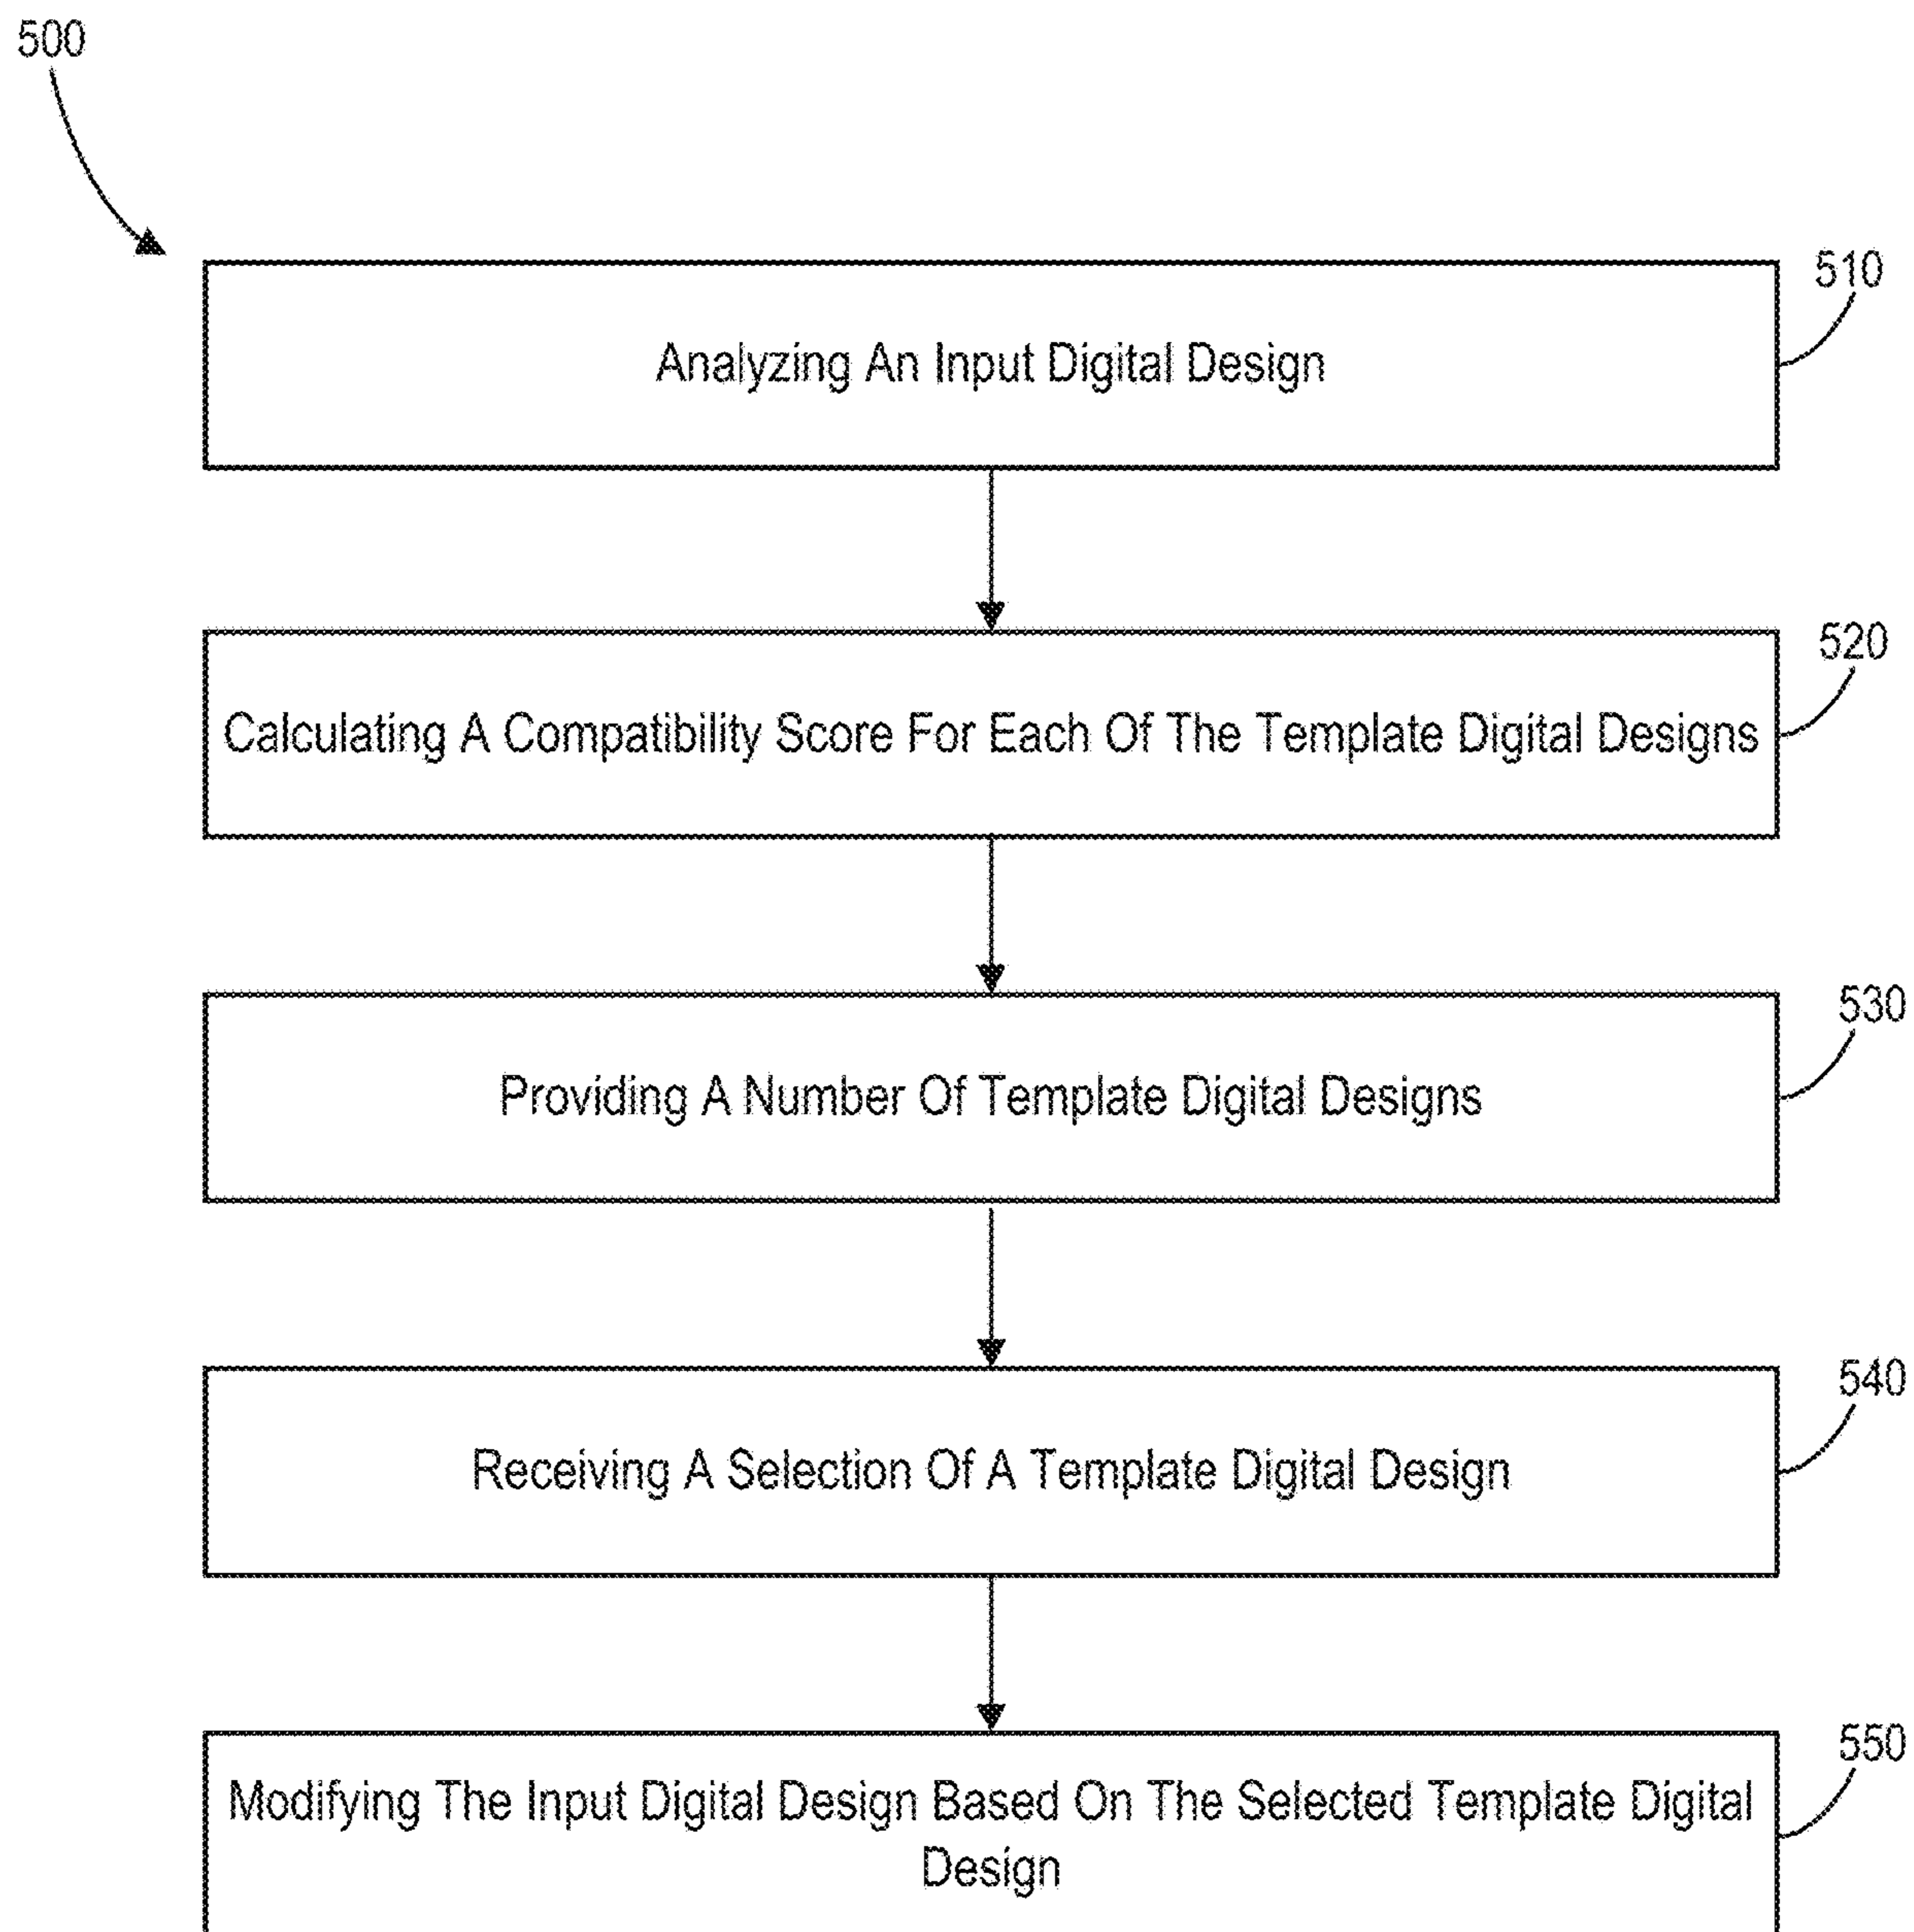 500
510
Analyzing An Input Digital Design
520
Calculating A Compatibility Score For Each Of The Template Digital Designs
530
Providing A Number Of Template Digital Designs
540
Receiving A Selection Of A Template Digital Design
550
Modifying The Input Digital Design Based On The Selected Template Digital
Design